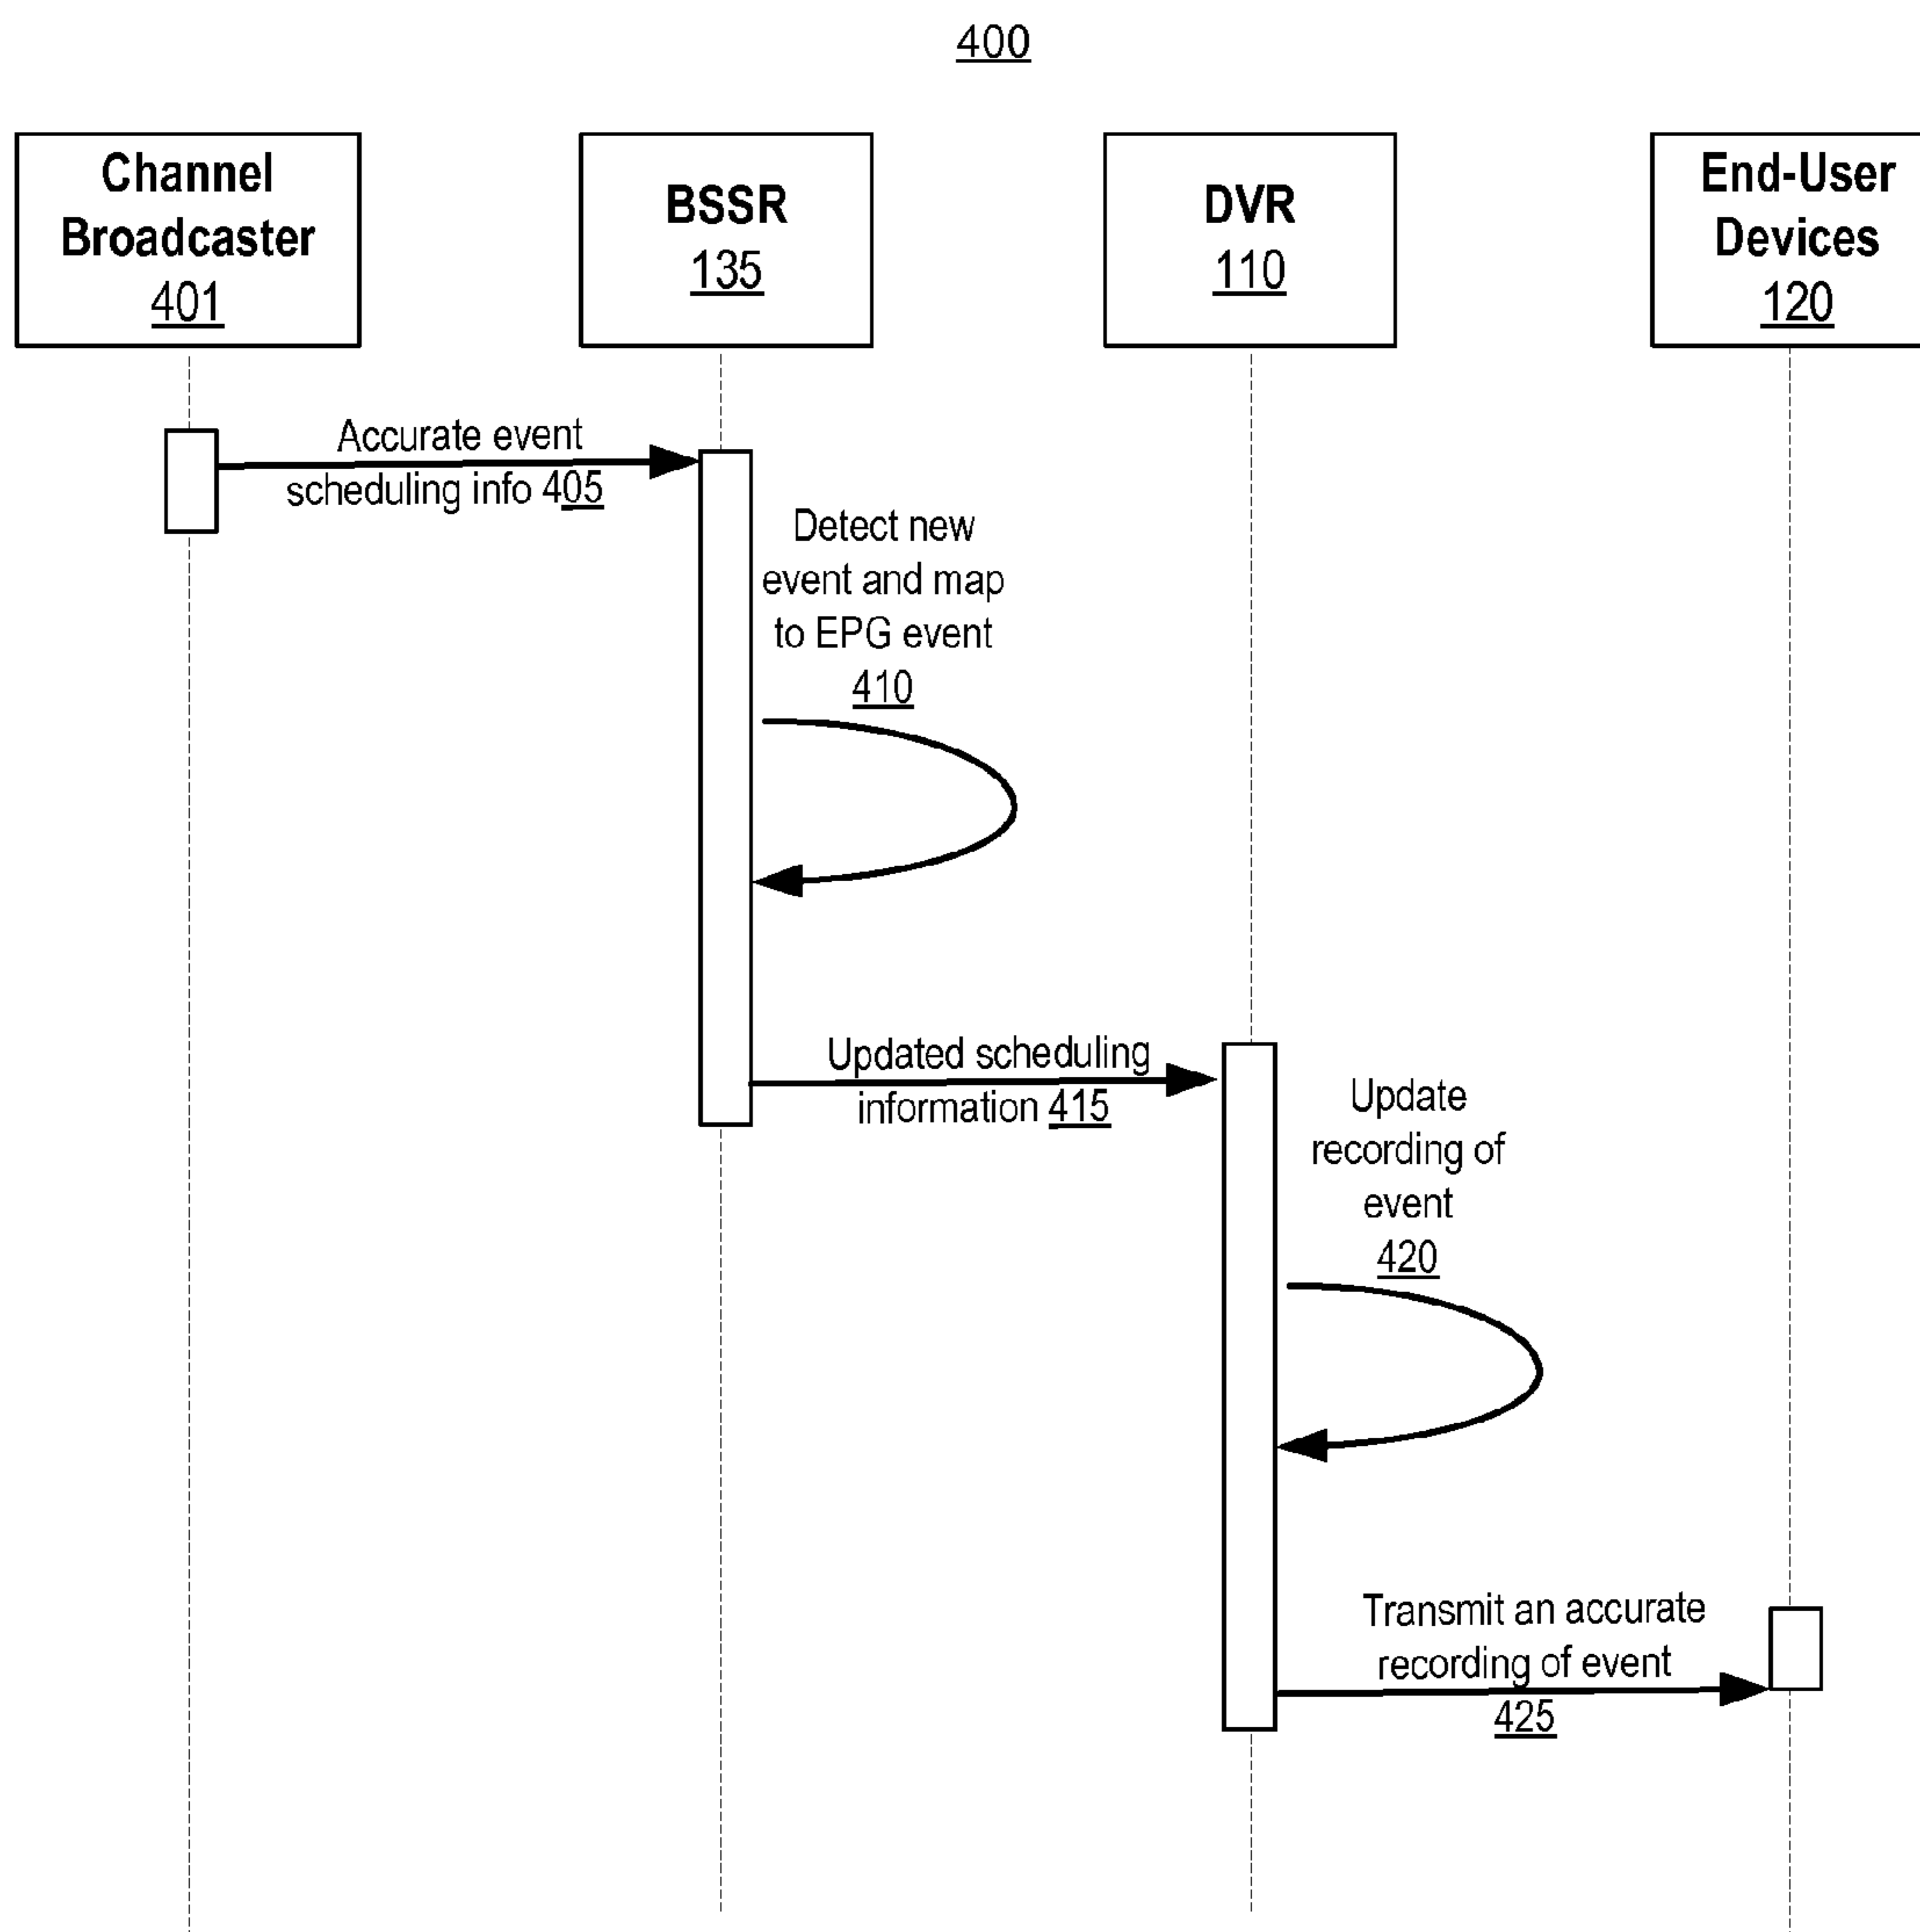 400
Channel
Broadcaster
401
BSSR
135
DVR
110
End-User
Devices
120
Accurate event
scheduling info 405
Detect new
event and map
to EPG event
410
Updated scheduling
information 415
Update
recording of
event
420
Transmit an accurate
recording of event
425